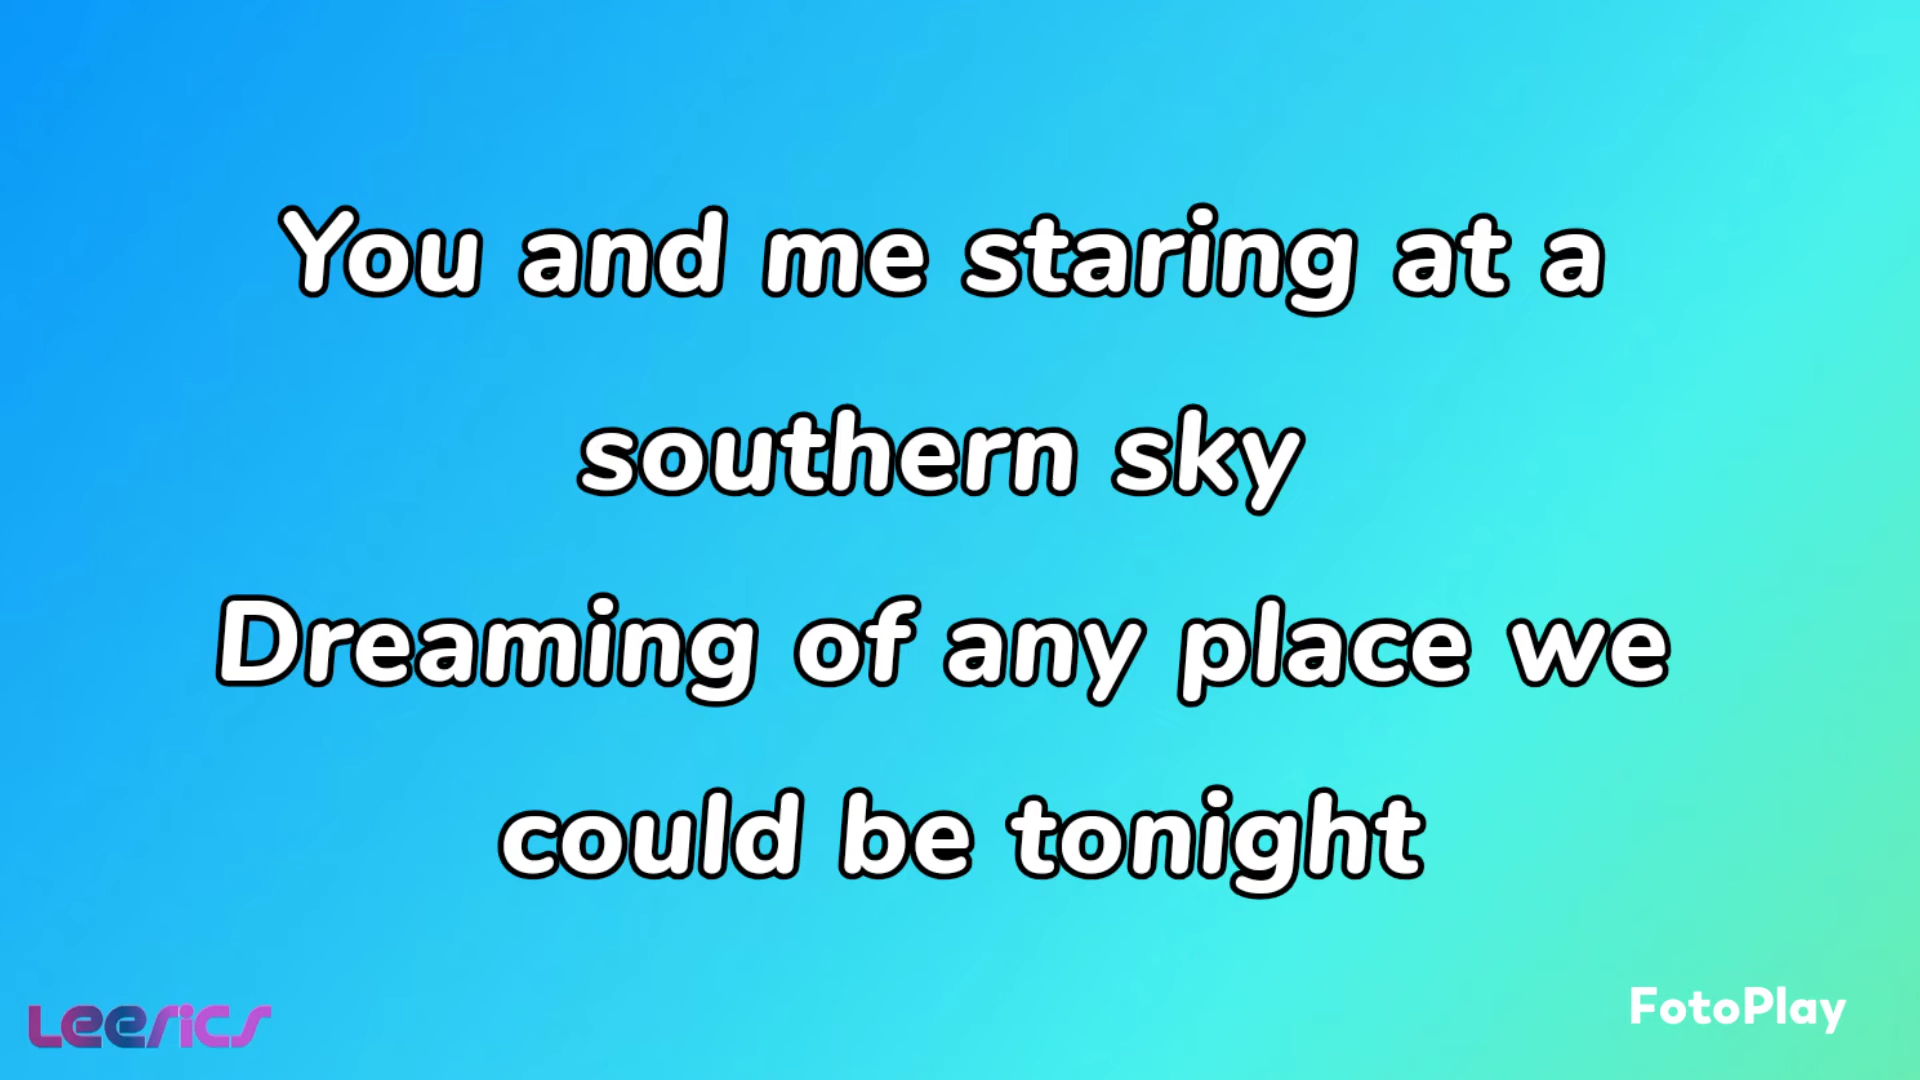 You and me staring at a
southern sky
Dreaming of any place we
could be tonight
Leerics
FotoPlay